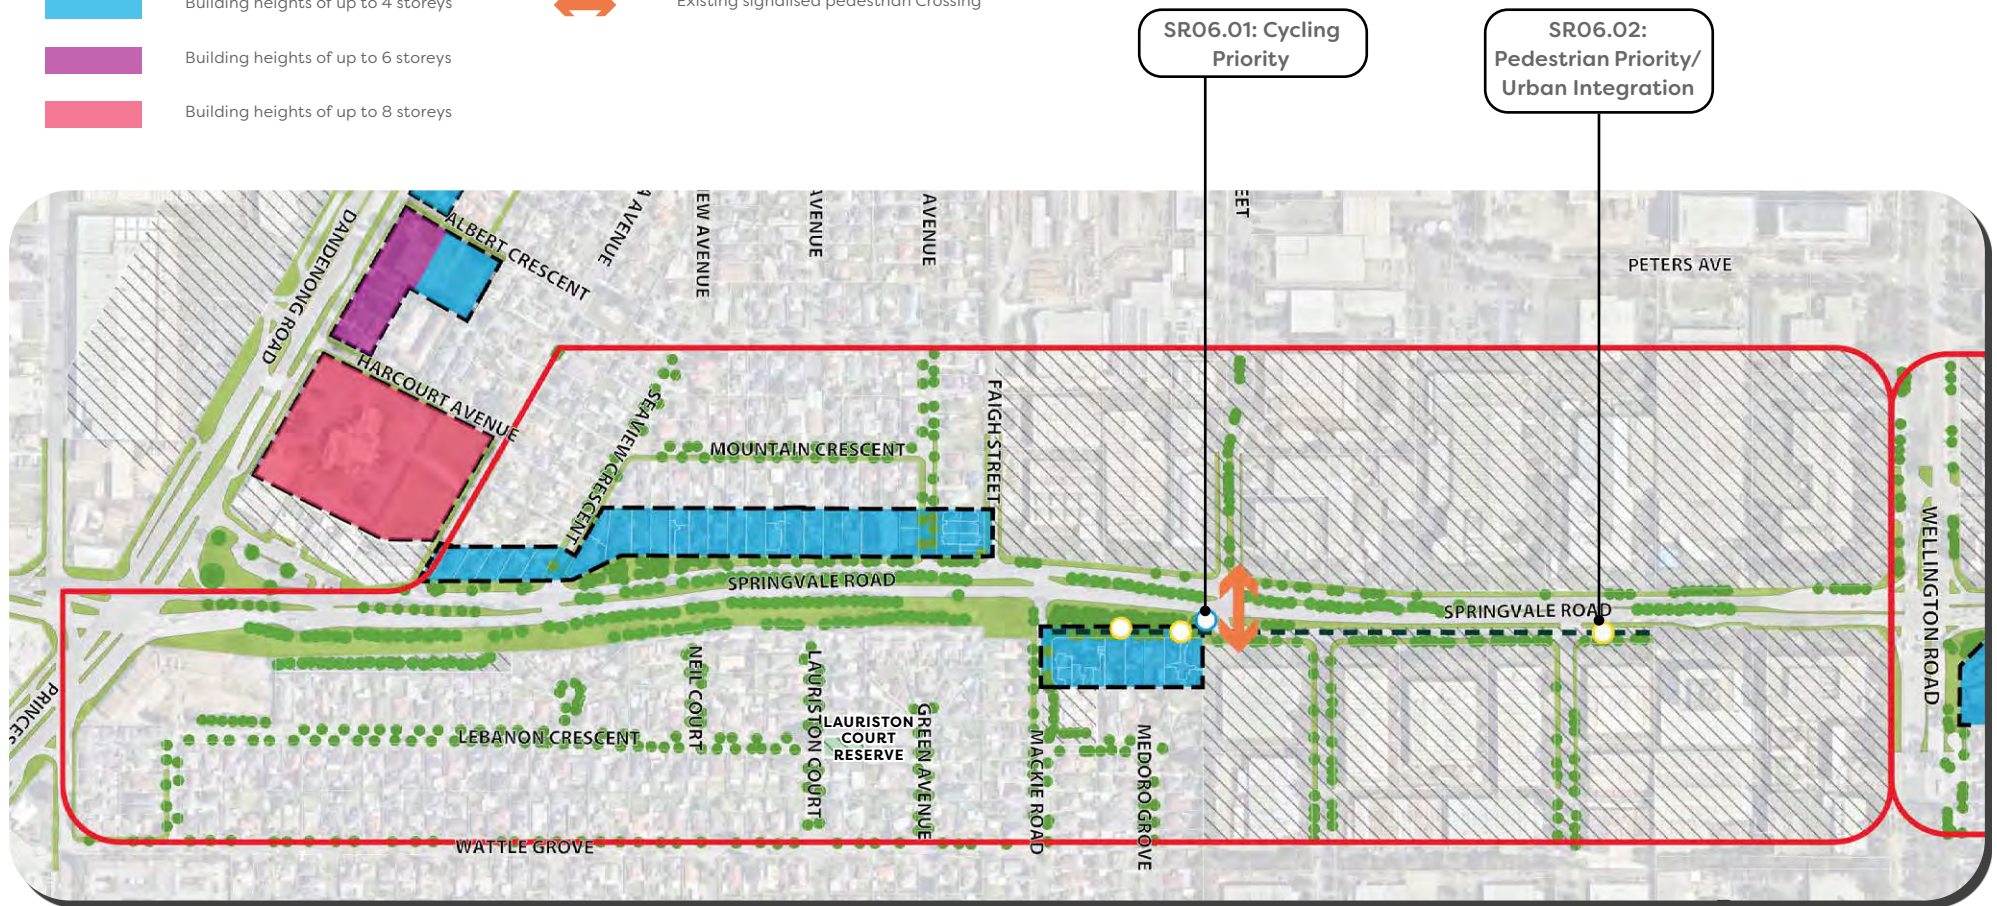 Building heights of up to 4 storeys
Existing signalised pedestrian Crossing
Building heights of up to 6 storeys
Building heights of up to 8 storeys
SR06.01: Cycling
Priority
SR06.02:
Pedestrian Priority/
Urban Integration
DANDENONG ROAD
ALBERT CRESCENT
A AVENUE
EW AVENUE
AVENUE
AVENUE
EET
PETERS AVE
HARCOURT AVENUE
SEAVIEW CRESCENT
MOUNTAIN CRESCENT
FAIGH STREET
SPRINGVALE ROAD
SPRINGVALE ROAD
WELLINGTON ROAD
PRINCES
NEIL COURT
LAURISTON COURT
LAURISTON
COURT
RESERVE
GREEN AVENUE
LEBANON CRESCENT
MACKIE ROAD
MEDORO GROVE
WATTLE GROVE